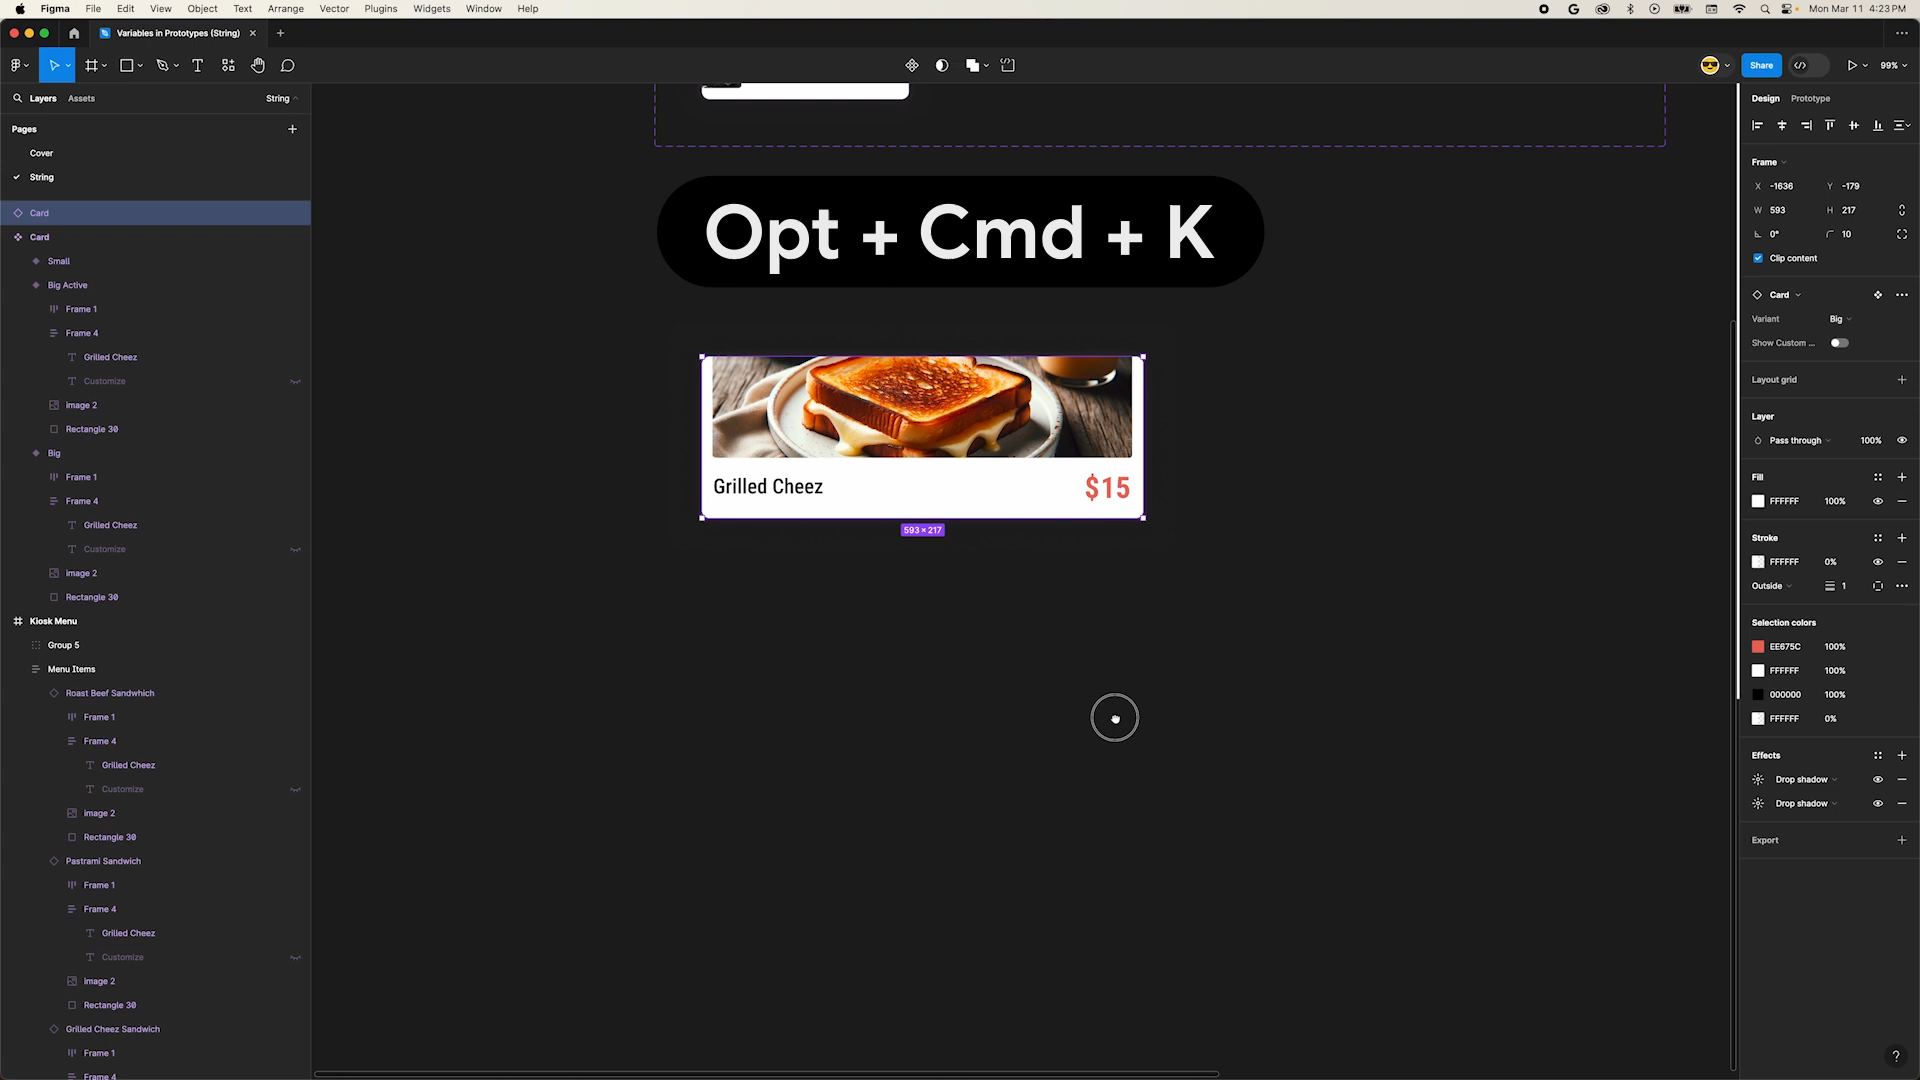 Figma File Edit View Object Text Arrange Vector Plugins Widgets Window Help
Mon Mar 11 4:23 PM
Variables in Prototypes (String)
Share
99%
Layers Assets
String
Design Prototype
Pages
Cover
String
Card
Card
Small
Big Active
Frame 1
Frame 4
Grilled Cheez
Customize
image 2
Rectangle 30
Big
Frame 1
Frame 4
Grilled Cheez
Customize
image 2
Rectangle 30
Kiosk Menu
Group 5
Menu Items
Roast Beef Sandwhich
Frame 1
Frame 4
Grilled Cheez
Customize
image 2
Rectangle 30
Pastrami Sandwich
Frame 1
Frame 4
Grilled Cheez
Customize
image 2
Rectangle 30
Grilled Cheez Sandwich
Frame 1
Frame 4
Opt + Cmd + K
Grilled Cheez
$15
593 × 217
Frame
X -1636 Y -179
W 593 H 217
0° 10
Clip content
Card
Variant Big
Show Custom ...
Layout grid
Layer
Pass through 100%
Fill
FFFFFF 100%
Stroke
FFFFFF 0%
Outside 1
Selection colors
EE675C 100%
FFFFFF 100%
000000 100%
FFFFFF 0%
Effects
Drop shadow
Drop shadow
Export
?